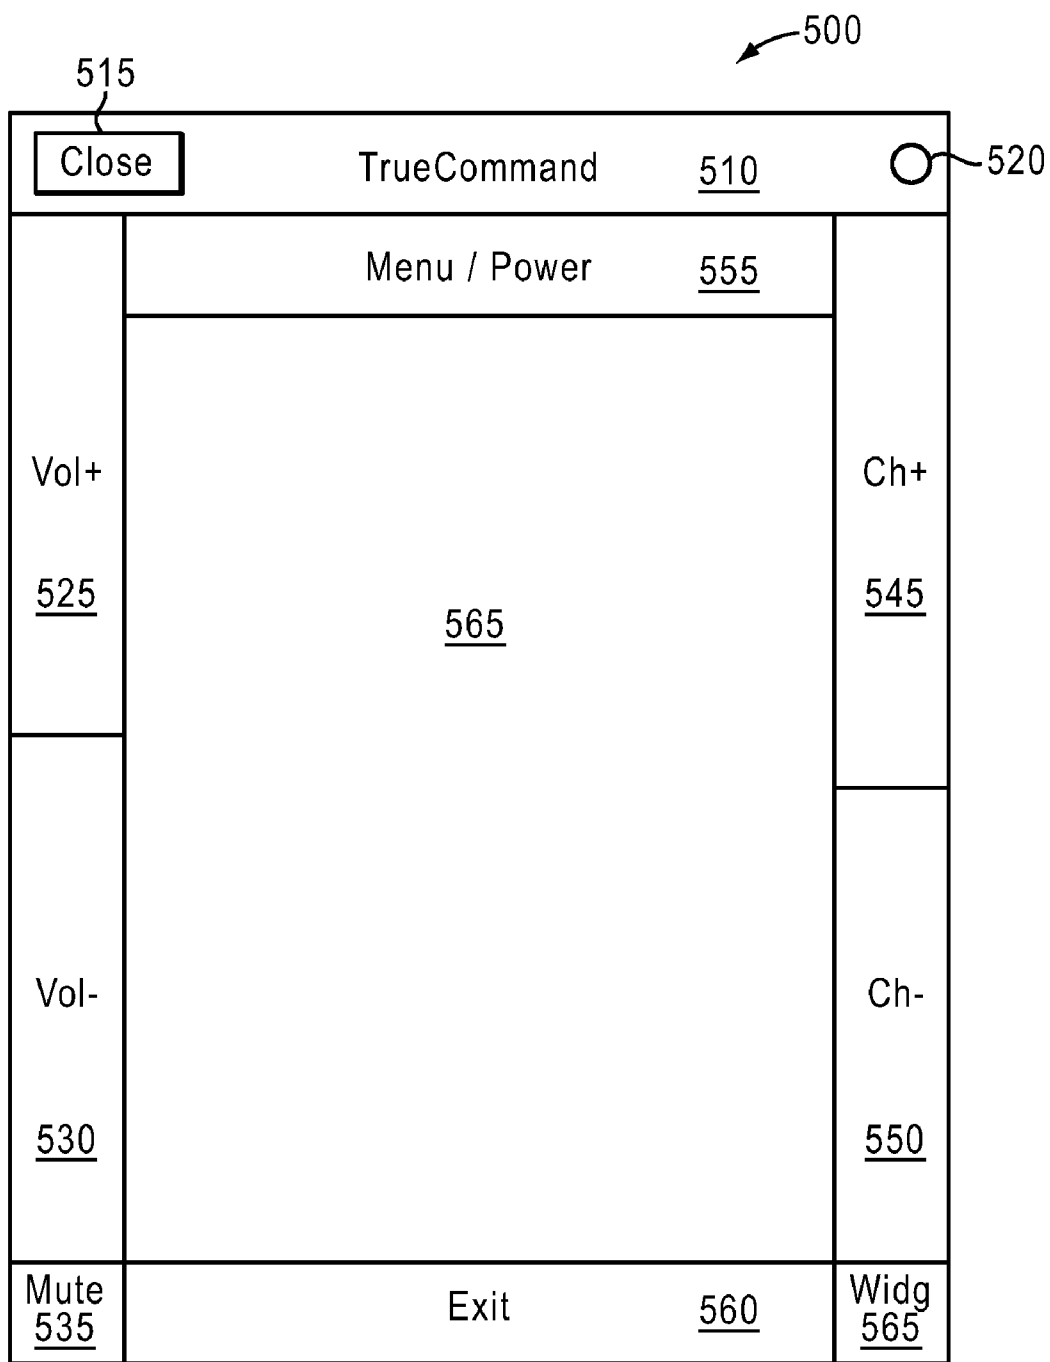 500
515
Close
TrueCommand 510
520
Menu / Power 555
Vol+
525
Ch+
545
565
Vol-
530
Ch-
550
Mute
535
Exit 560
Widg
565